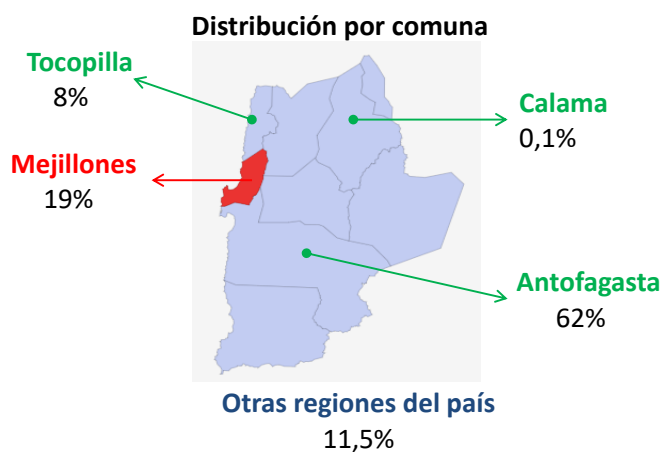 Distribución por comuna
Tocopilla
8%
Calama
0,1%
Mejillones
19%
Antofagasta
62%
Otras regiones del país
11,5%